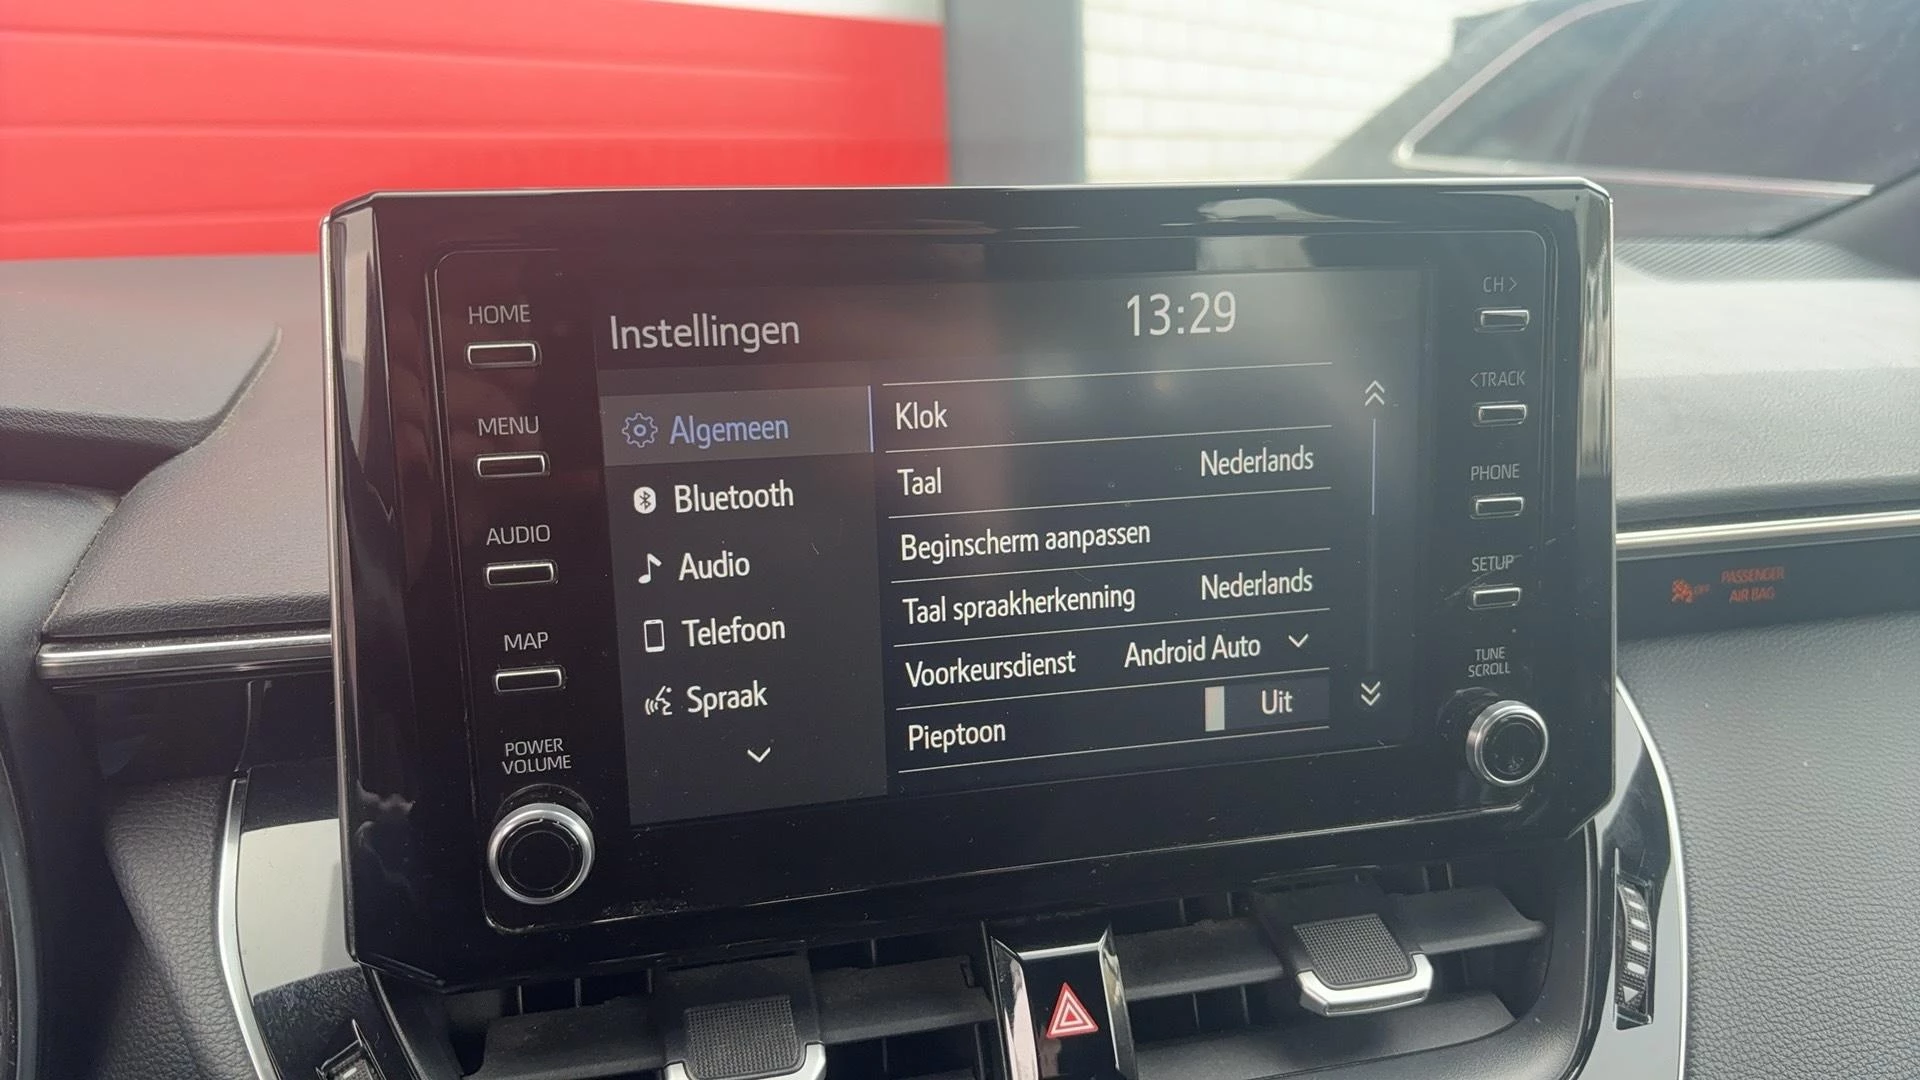 HOME
MENU
AUDIO
MAP
POWER
VOLUME
Instellingen
13:29
Algemeen
Bluetooth
Audio
Telefoon
Spraak
Klok
Taal Nederlands
Beginscherm aanpassen
Taal spraakherkenning Nederlands
Voorkeursdienst Android Auto
Pieptoon Uit
CH >
< TRACK
PHONE
SETUP
TUNE
SCROLL
OFF
PASSENGER
AIR BAG